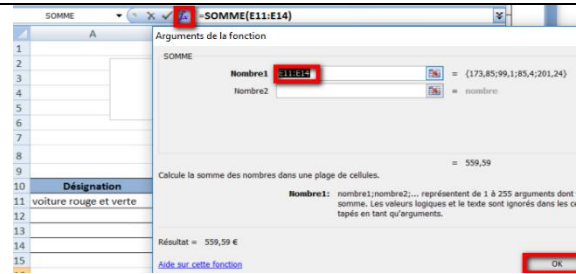 SOMME =SOMME(E11:E14)
A
Arguments de la fonction
1
SOMME
2
Nombre1 E11:E14 = {173,85;99,1;85,4;201,24}
3
Nombre2 = nombre
4
5
6
7
8
= 559,59
9
Calcule la somme des nombres dans une plage de cellules.
10 Désignation
Nombre1: nombre1;nombre2;... représentent de 1 à 255 arguments dont
11 voiture rouge et verte
somme. Les valeurs logiques et le texte sont ignorés dans les ce
12
tapés en tant qu'arguments.
13
14
Résultat = 559,59 €
15
Aide sur cette fonction OK